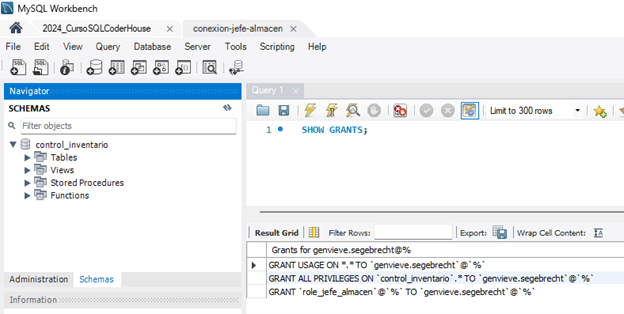 MySQL Workbench
2024_CursoSQLCoderHouse × conexion-jefe-almacen ×
File Edit View Query Database Server Tools Scripting Help
Navigator
SCHEMAS
Filter objects
control_inventario
Tables
Views
Stored Procedures
Functions
Administration Schemas
Information
Query 1 ×
Limit to 300 rows
1 SHOW GRANTS;
Result Grid Filter Rows: Export: Wrap Cell Content:
Grants for genvieve.segebrecht@%
GRANT USAGE ON *.* TO `genvieve.segebrecht`@`%`
GRANT ALL PRIVILEGES ON `control_inventario`.* TO `genvieve.segebrecht`@`%`
GRANT `role_jefe_almacen`@`%` TO `genvieve.segebrecht`@`%`